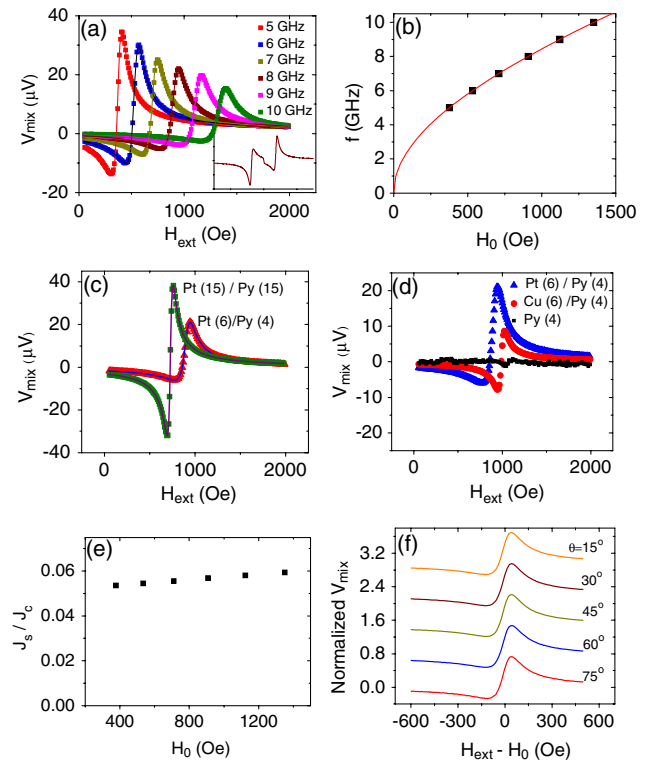 (a)
5 GHz
6 GHz
7 GHz
8 GHz
9 GHz
10 GHz
40
20
0
-20
V_mix (μV)
0
1000
2000
H_ext (Oe)
(b)
10
8
6
4
2
0
f (GHz)
0
500
1000
1500
H_0 (Oe)
(c)
Pt (15) / Py (15)
Pt (6)/Py (4)
40
20
0
-20
-40
V_mix (μV)
0
1000
2000
H_ext (Oe)
(d)
Pt (6) / Py (4)
Cu (6) /Py (4)
Py (4)
20
10
0
-10
-20
V_mix (μV)
0
1000
2000
H_ext (Oe)
(e)
0.06
0.04
0.02
0.00
J_s / J_c
400
800
1200
H_0 (Oe)
(f)
θ=15°
30°
45°
60°
75°
3.2
2.4
1.6
0.8
0.0
Normalized V_mix
-600
-300
0
300
600
H_ext - H_0 (Oe)